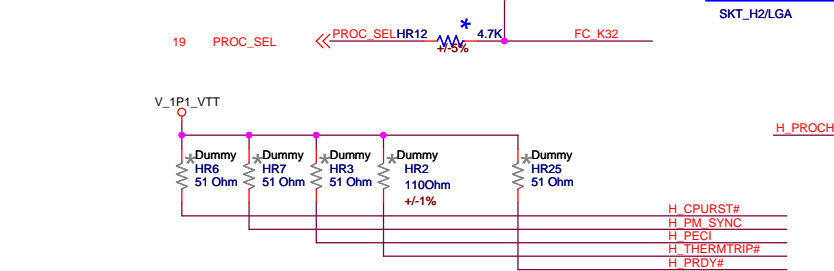 SKT_H2/LGA
19 PROC_SEL PROC_SEL HR12 * 4.7K FC_K32
+/-5%
V_1P1_VTT
H_PROCH
*Dummy *Dummy *Dummy *Dummy *Dummy
HR6 HR7 HR3 HR2 HR25
51 Ohm 51 Ohm 51 Ohm 110Ohm 51 Ohm
+/-1%
H_CPURST#
H_PM_SYNC
H_PECI
H_THERMTRIP#
H_PRDY#